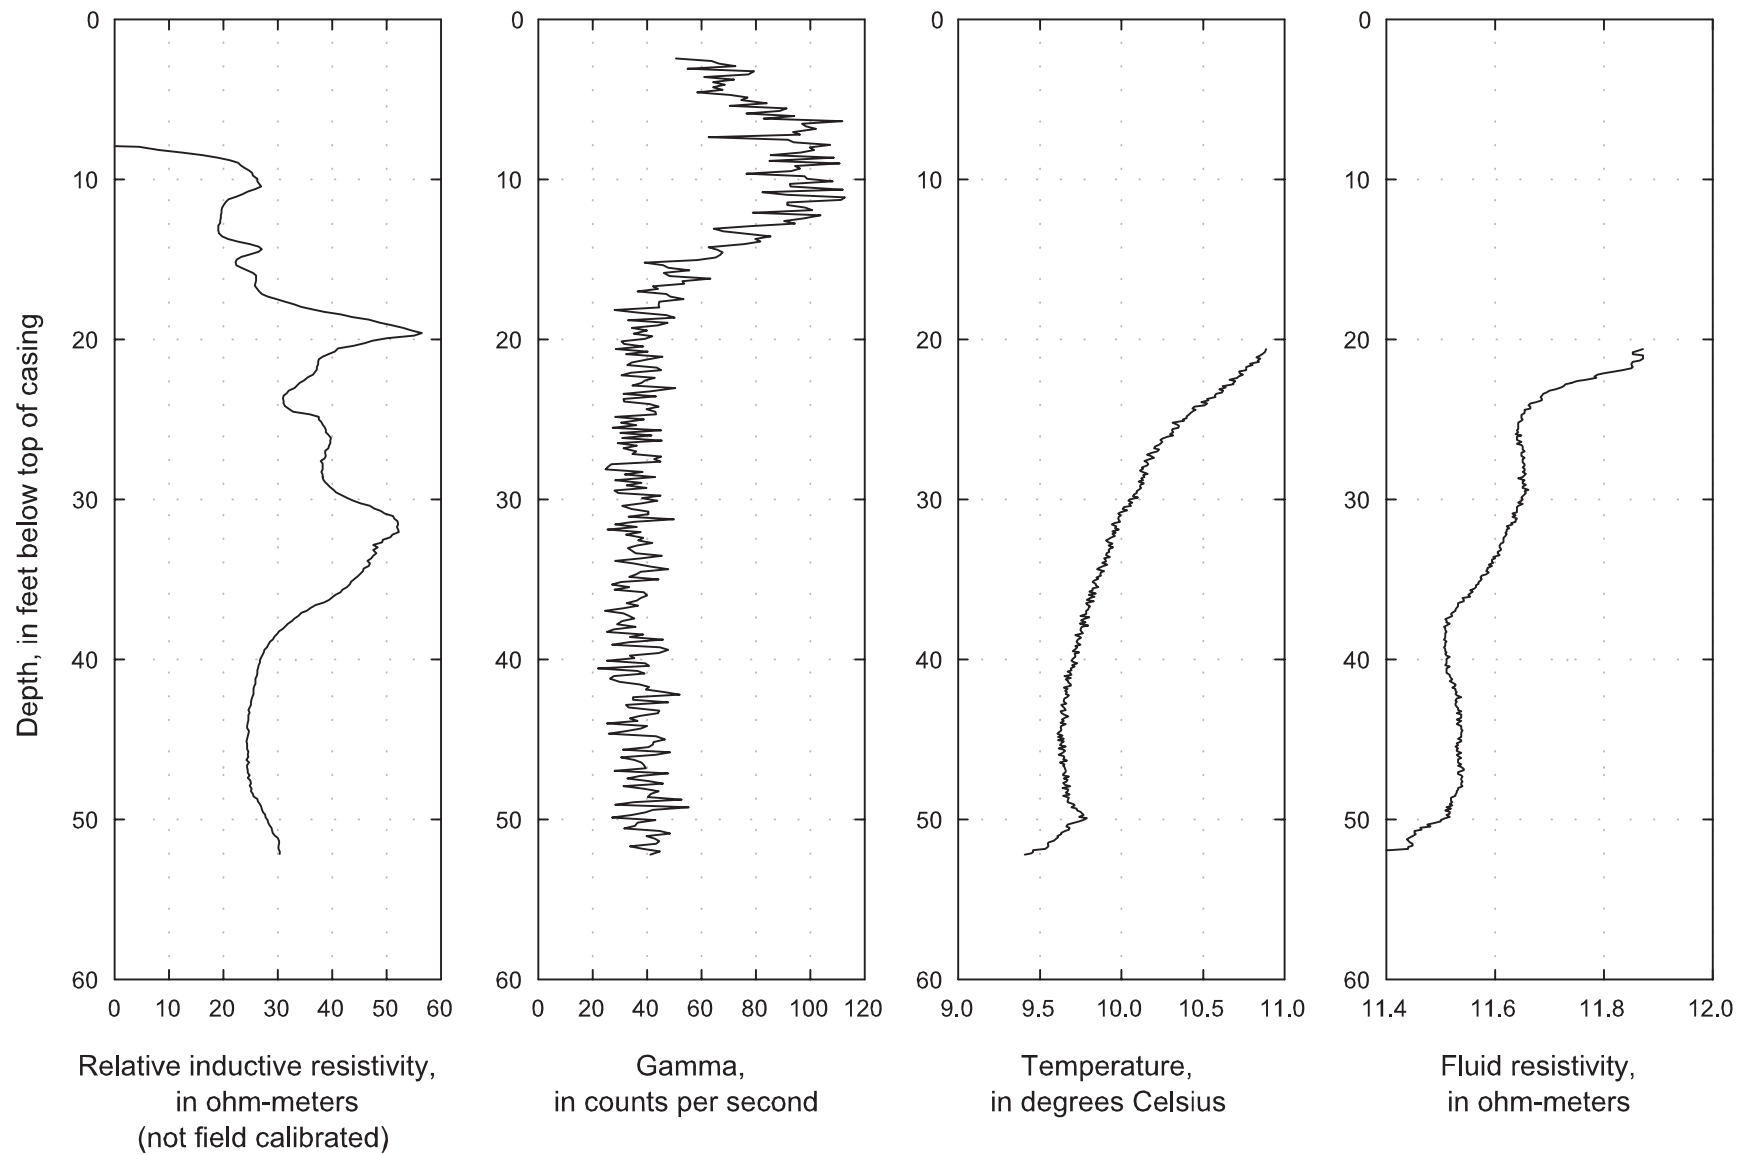 0
10
20
30
40
50
60
0 10 20 30 40 50 60
Relative inductive resistivity,
in ohm-meters
(not field calibrated)
Depth, in feet below top of casing
0
10
20
30
40
50
60
0 20 40 60 80 100 120
Gamma,
in counts per second
0
10
20
30
40
50
60
9.0 9.5 10.0 10.5 11.0
Temperature,
in degrees Celsius
0
10
20
30
40
50
60
11.4 11.6 11.8 12.0
Fluid resistivity,
in ohm-meters